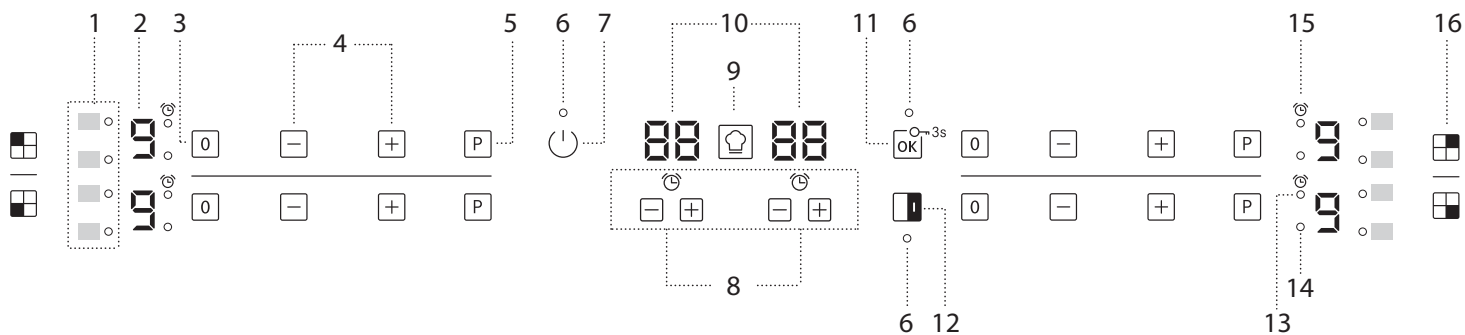 1 2 3 4 5 6 7 10 9 11 6 15 16
9 0 − + P 88 88 OK 3s 0 − + P 9
9 0 − + P − + − + I 0 − + P 9
8 6 12 13 14